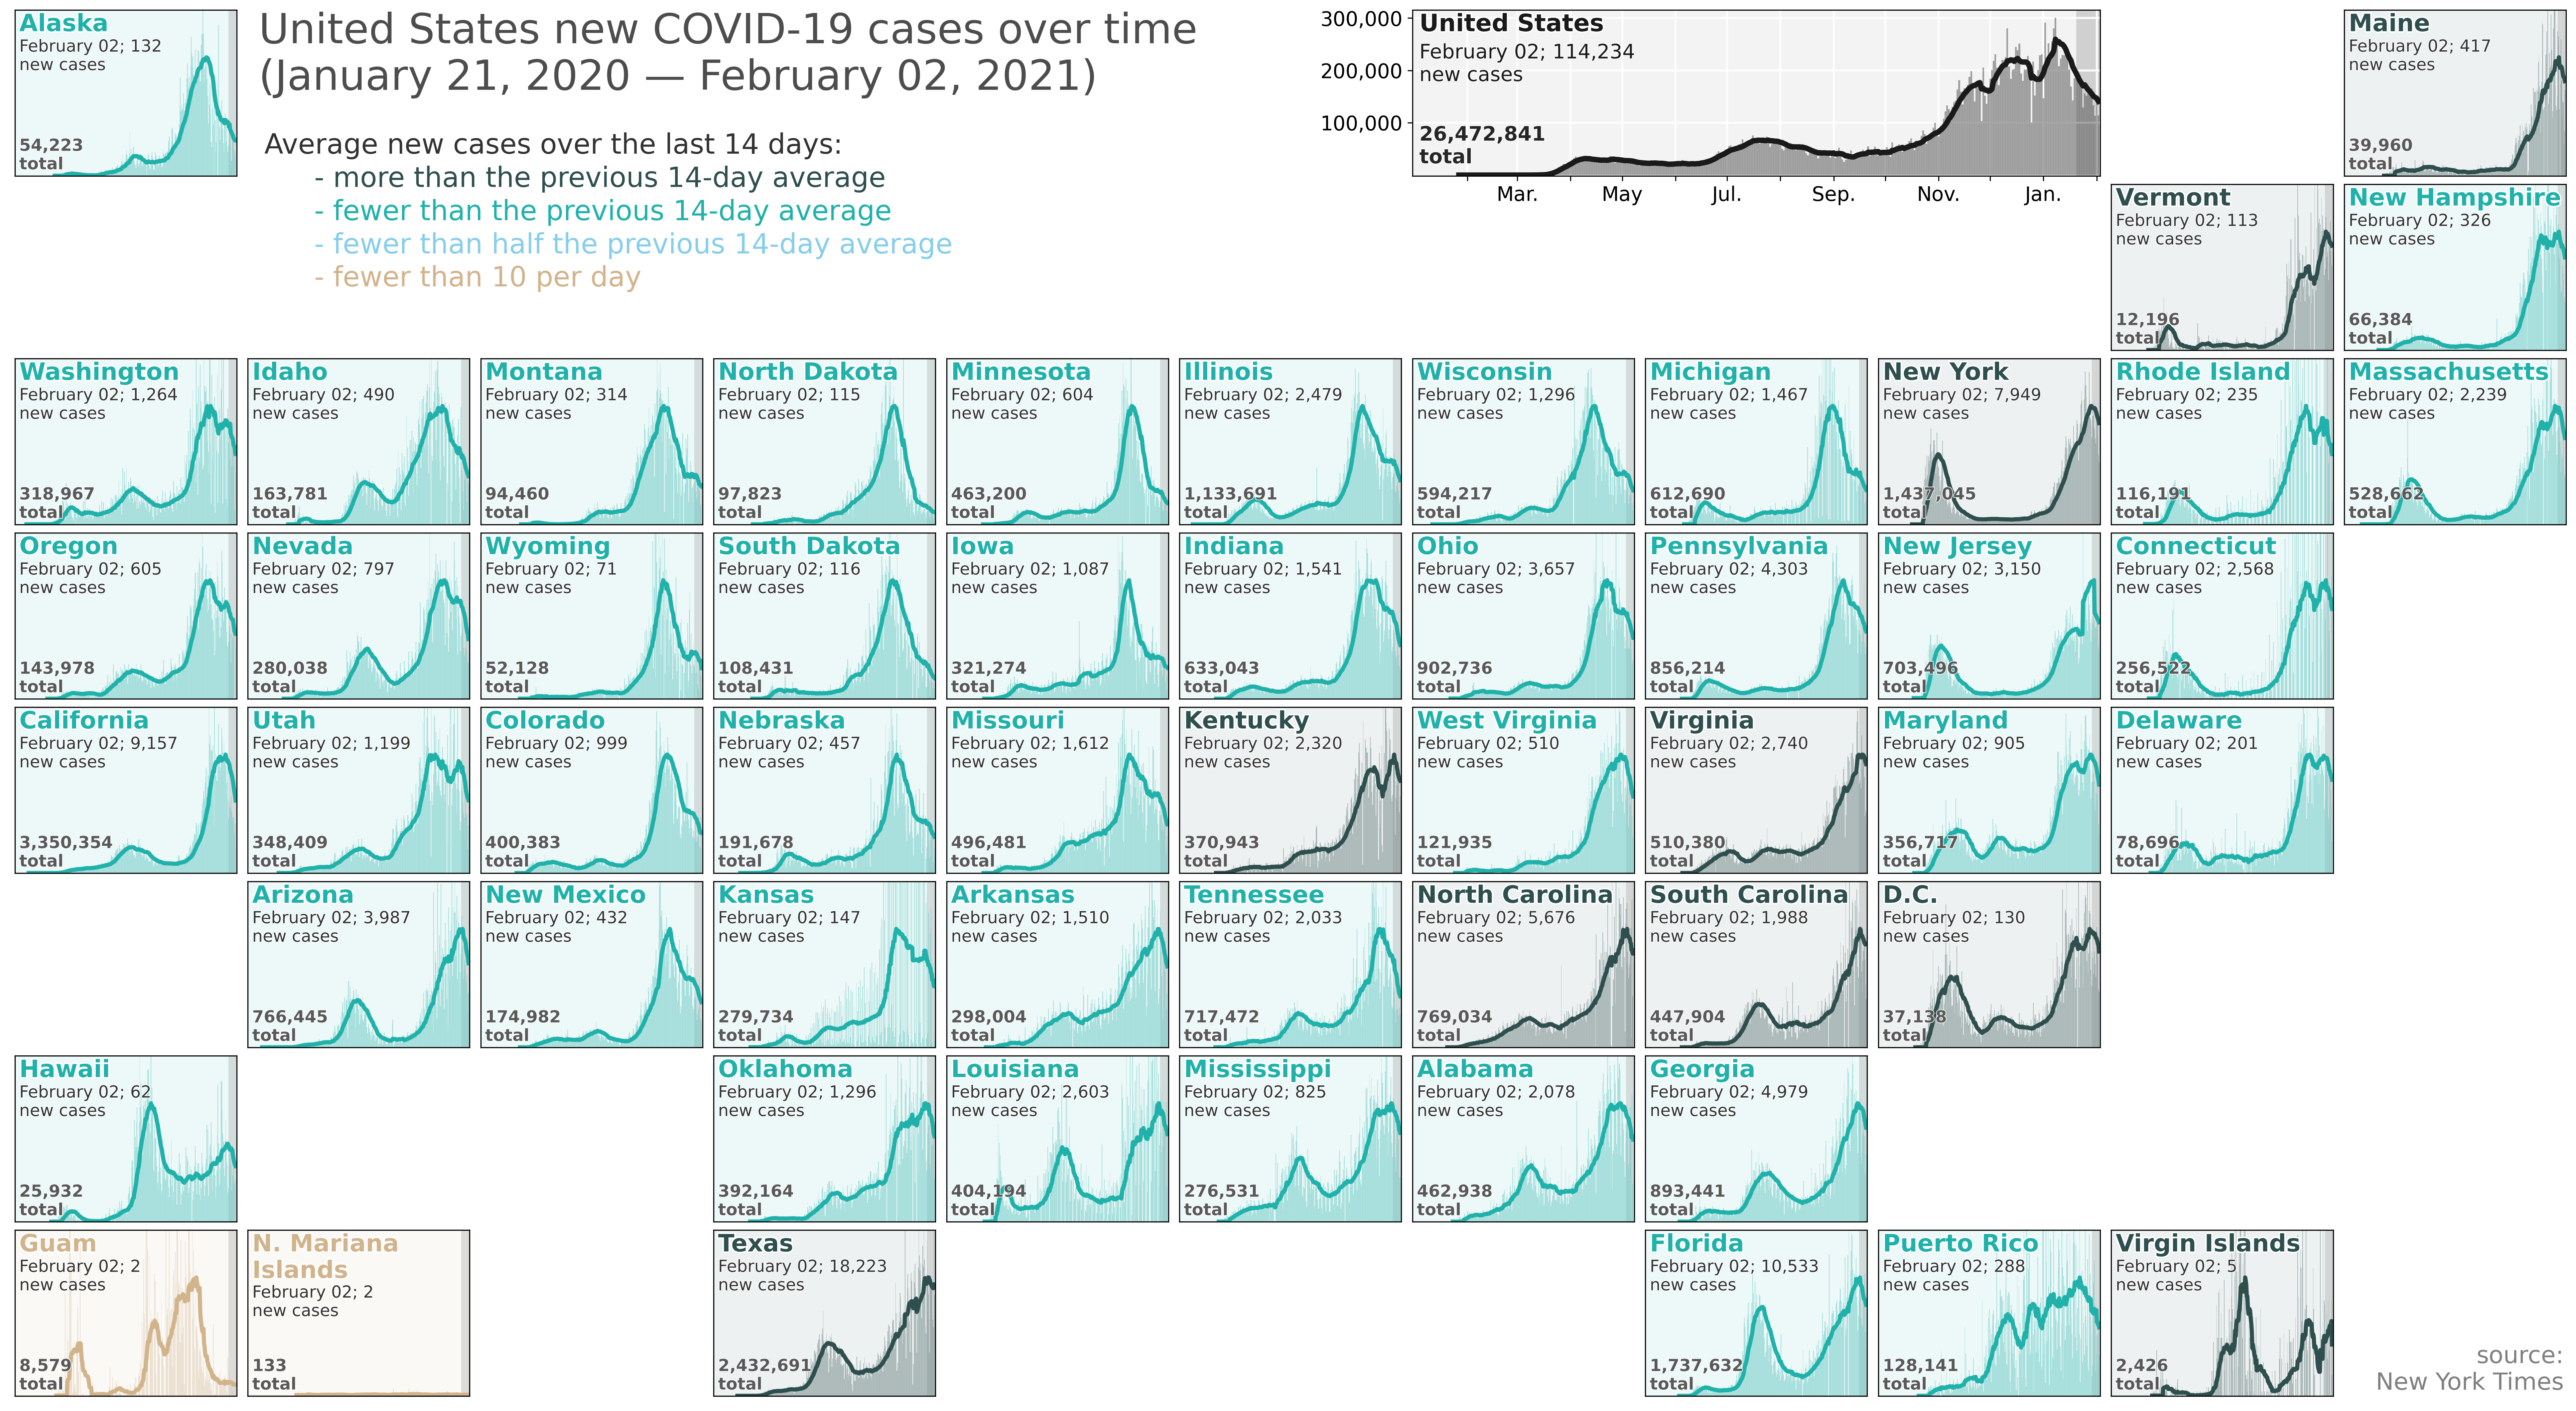 Alaska
February 02; 132
new cases
54,223
total
United States new COVID-19 cases over time
(January 21, 2020 — February 02, 2021)
Average new cases over the last 14 days:
- more than the previous 14-day average
- fewer than the previous 14-day average
- fewer than half the previous 14-day average
- fewer than 10 per day
300,000
200,000
100,000
United States
February 02; 114,234
new cases
26,472,841
total
Mar.
May
Jul.
Sep.
Nov.
Jan.
Maine
February 02; 417
new cases
39,960
total
Vermont
February 02; 113
new cases
12,196
total
New Hampshire
February 02; 326
new cases
66,384
total
Washington
February 02; 1,264
new cases
318,967
total
Idaho
February 02; 490
new cases
163,781
total
Montana
February 02; 314
new cases
94,460
total
North Dakota
February 02; 115
new cases
97,823
total
Minnesota
February 02; 604
new cases
463,200
total
Illinois
February 02; 2,479
new cases
1,133,691
total
Wisconsin
February 02; 1,296
new cases
594,217
total
Michigan
February 02; 1,467
new cases
612,690
total
New York
February 02; 7,949
new cases
1,437,045
total
Rhode Island
February 02; 235
new cases
116,191
total
Massachusetts
February 02; 2,239
new cases
528,662
total
Oregon
February 02; 605
new cases
143,978
total
Nevada
February 02; 797
new cases
280,038
total
Wyoming
February 02; 71
new cases
52,128
total
South Dakota
February 02; 116
new cases
108,431
total
Iowa
February 02; 1,087
new cases
321,274
total
Indiana
February 02; 1,541
new cases
633,043
total
Ohio
February 02; 3,657
new cases
902,736
total
Pennsylvania
February 02; 4,303
new cases
856,214
total
New Jersey
February 02; 3,150
new cases
703,496
total
Connecticut
February 02; 2,568
new cases
256,522
total
California
February 02; 9,157
new cases
3,350,354
total
Utah
February 02; 1,199
new cases
348,409
total
Colorado
February 02; 999
new cases
400,383
total
Nebraska
February 02; 457
new cases
191,678
total
Missouri
February 02; 1,612
new cases
496,481
total
Kentucky
February 02; 2,320
new cases
370,943
total
West Virginia
February 02; 510
new cases
121,935
total
Virginia
February 02; 2,740
new cases
510,380
total
Maryland
February 02; 905
new cases
356,717
total
Delaware
February 02; 201
new cases
78,696
total
Arizona
February 02; 3,987
new cases
766,445
total
New Mexico
February 02; 432
new cases
174,982
total
Kansas
February 02; 147
new cases
279,734
total
Arkansas
February 02; 1,510
new cases
298,004
total
Tennessee
February 02; 2,033
new cases
717,472
total
North Carolina
February 02; 5,676
new cases
769,034
total
South Carolina
February 02; 1,988
new cases
447,904
total
D.C.
February 02; 130
new cases
37,138
total
Hawaii
February 02; 62
new cases
25,932
total
Oklahoma
February 02; 1,296
new cases
392,164
total
Louisiana
February 02; 2,603
new cases
404,194
total
Mississippi
February 02; 825
new cases
276,531
total
Alabama
February 02; 2,078
new cases
462,938
total
Georgia
February 02; 4,979
new cases
893,441
total
Guam
February 02; 2
new cases
8,579
total
N. Mariana
Islands
February 02; 2
new cases
133
total
Texas
February 02; 18,223
new cases
2,432,691
total
Florida
February 02; 10,533
new cases
1,737,632
total
Puerto Rico
February 02; 288
new cases
128,141
total
Virgin Islands
February 02; 5
new cases
2,426
total
source:
New York Times